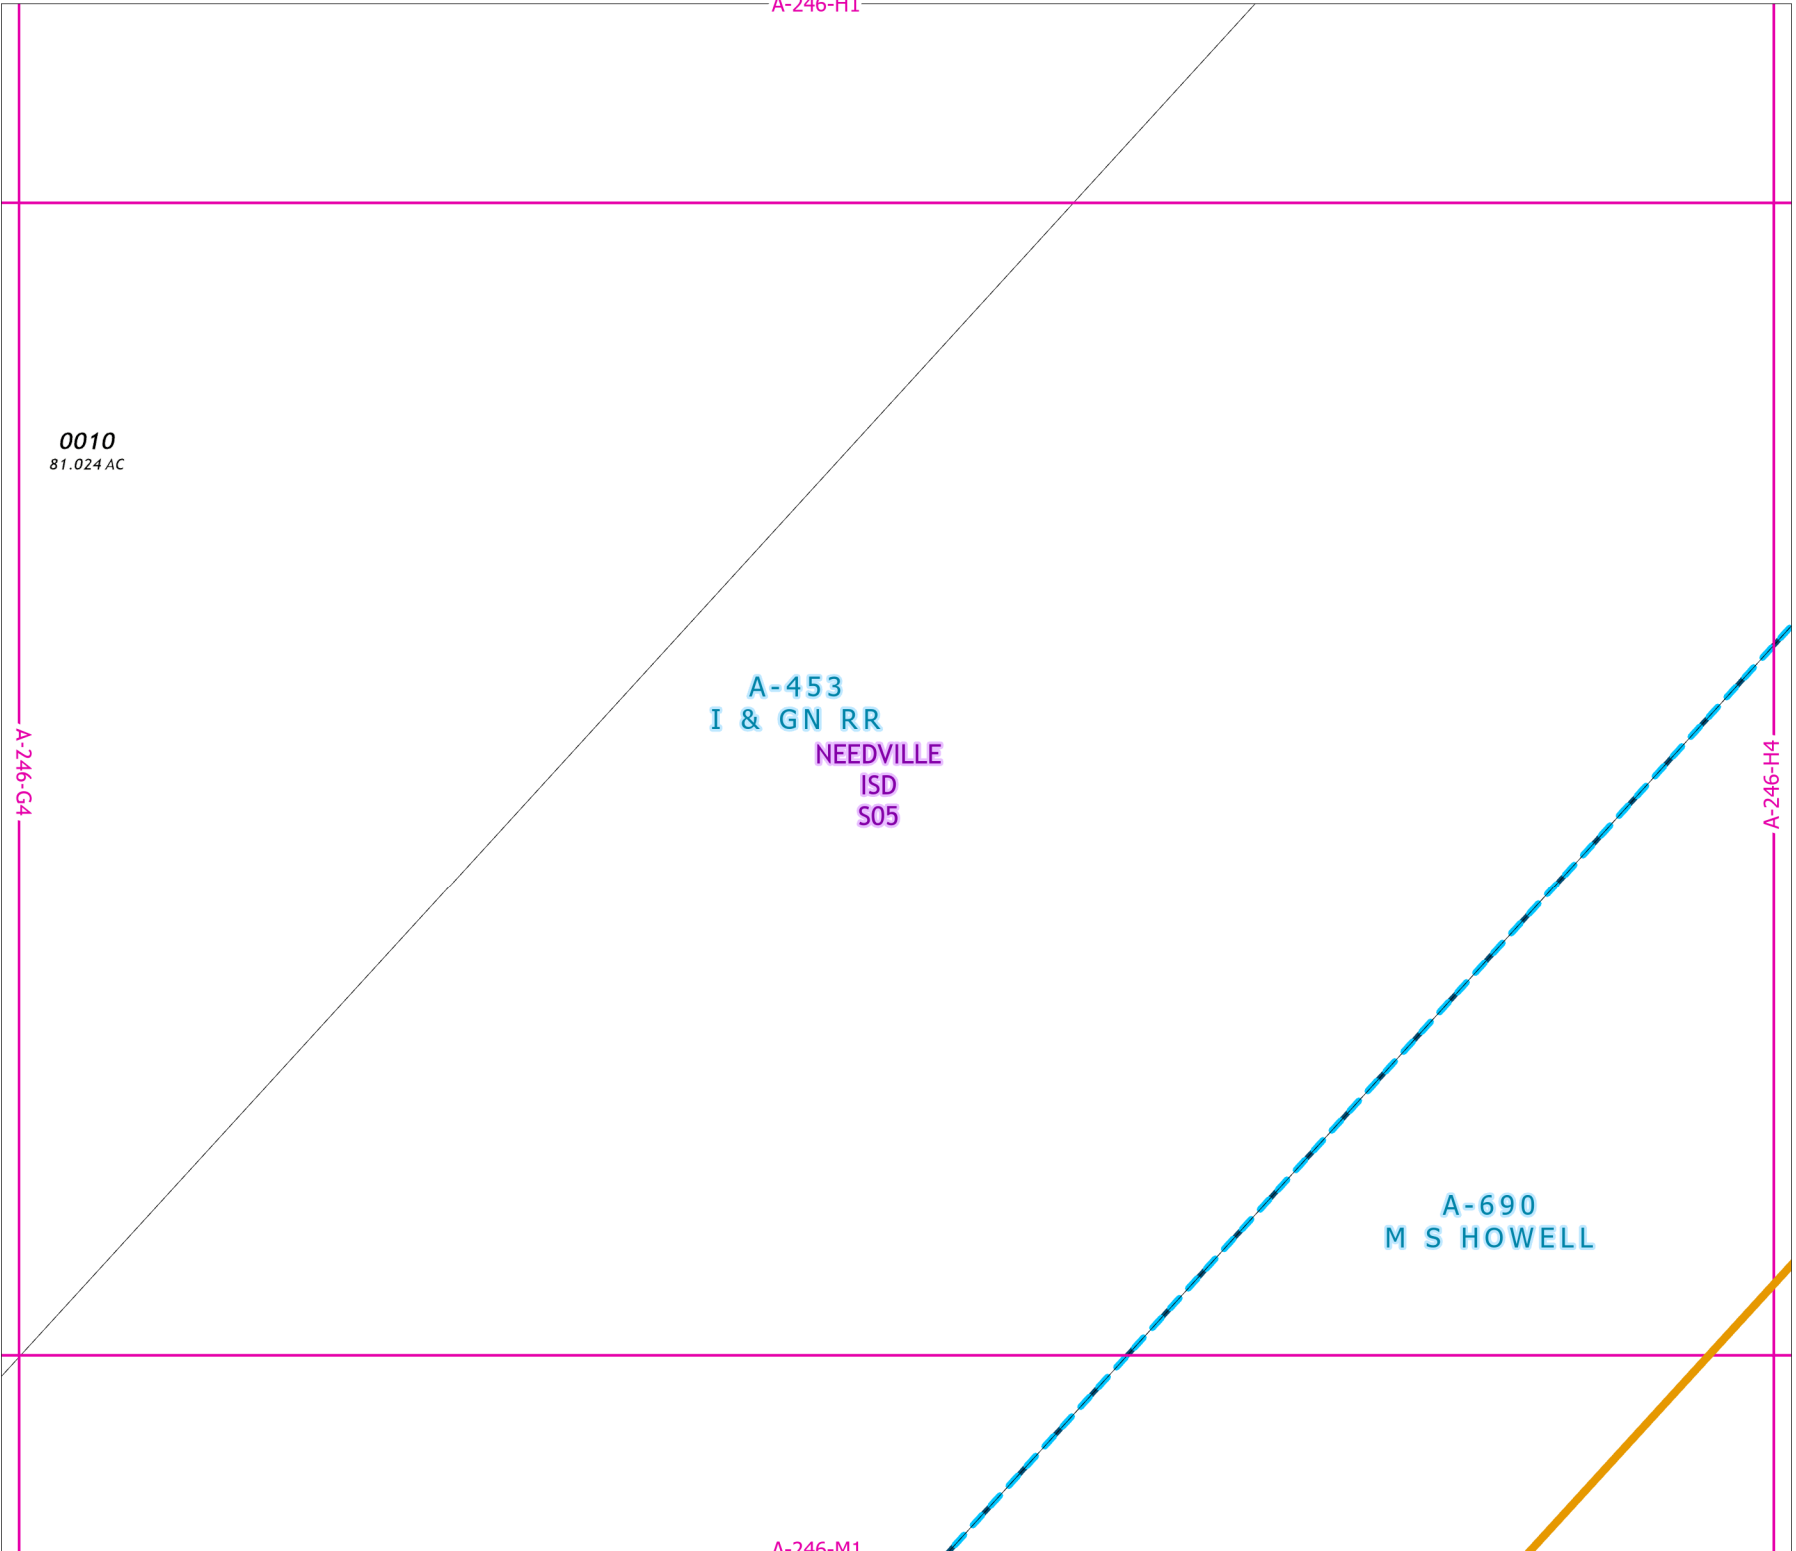 A-246-H1
0010
81.024 AC
A-453
I & GN RR
NEEDVILLE
ISD
S05
A-246-G4
A-246-H4
A-690
M S HOWELL
A-246-M1